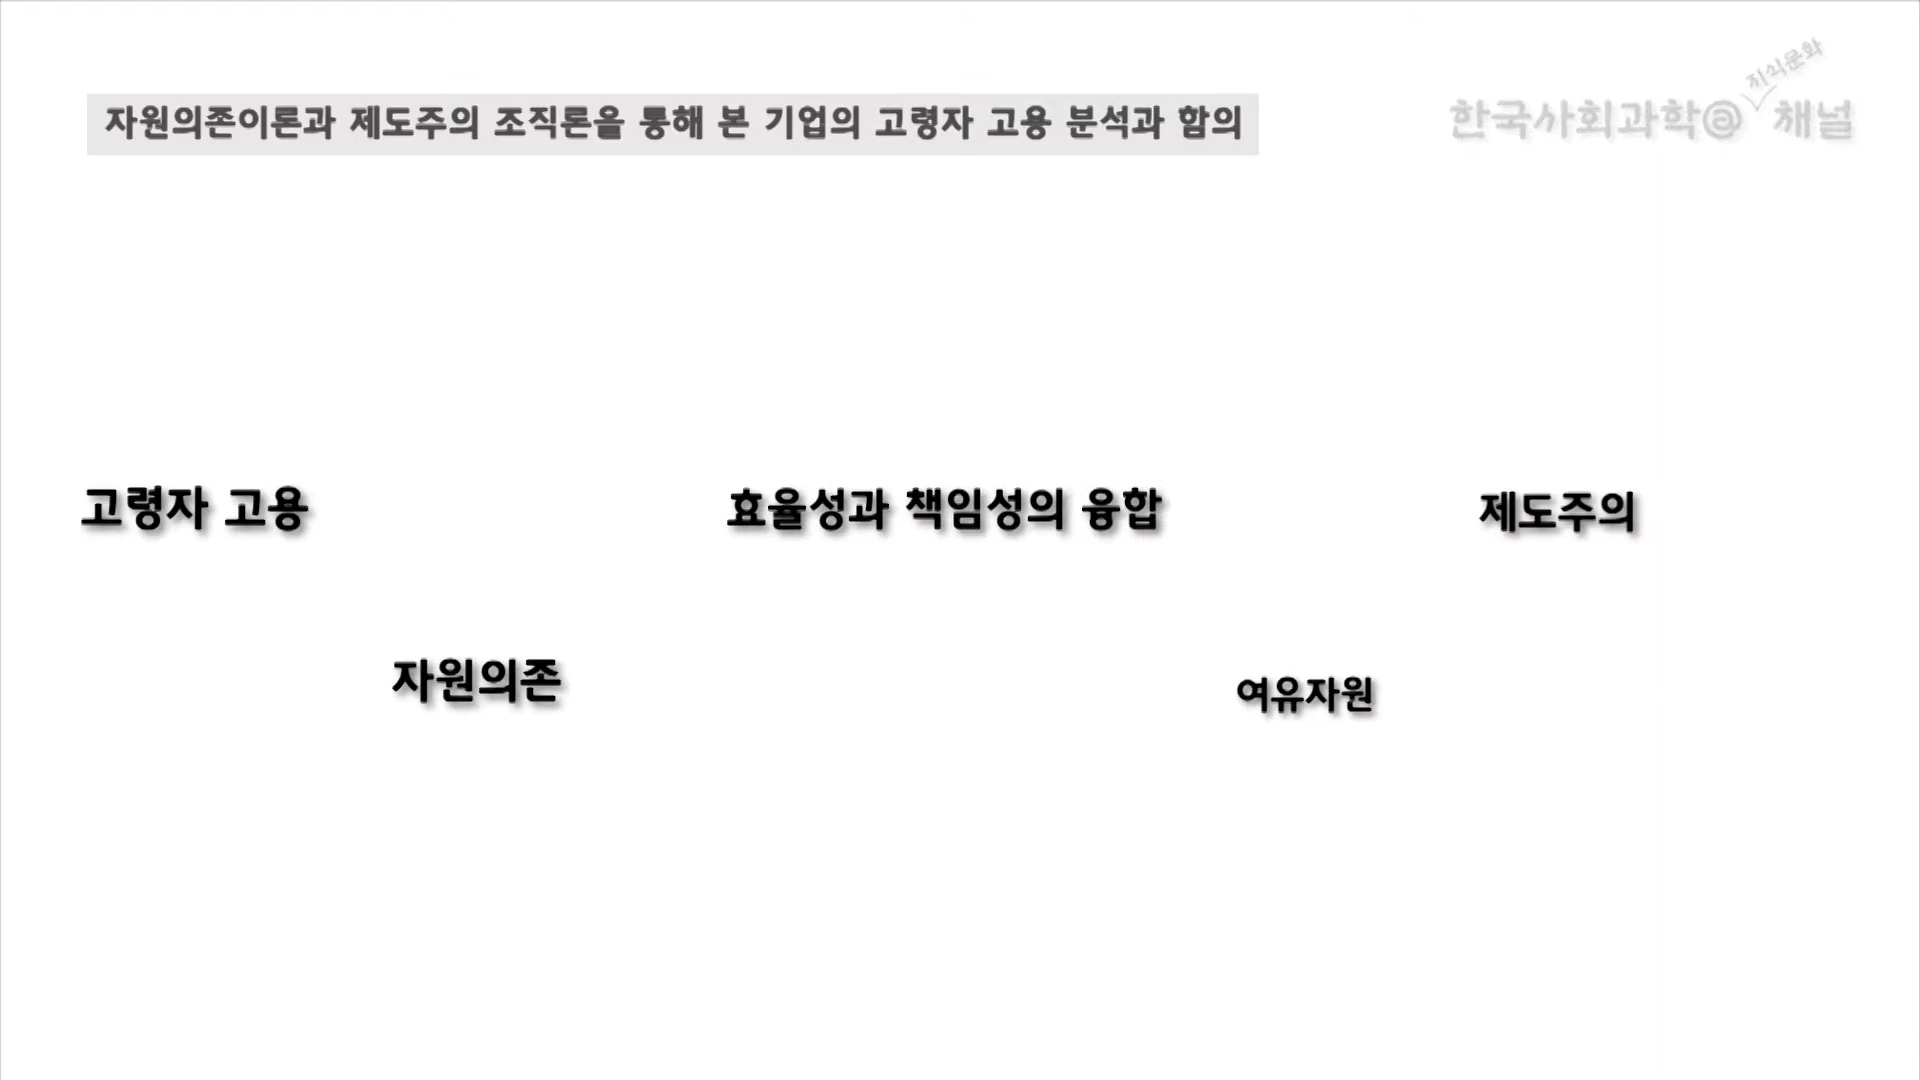 자원의존이론과 제도주의 조직론을 통해 본 기업의 고령자 고용 분석과 함의
지식문화
한국사회과학@ 채널
고령자 고용
효율성과 책임성의 융합
제도주의
자원의존
여유자원